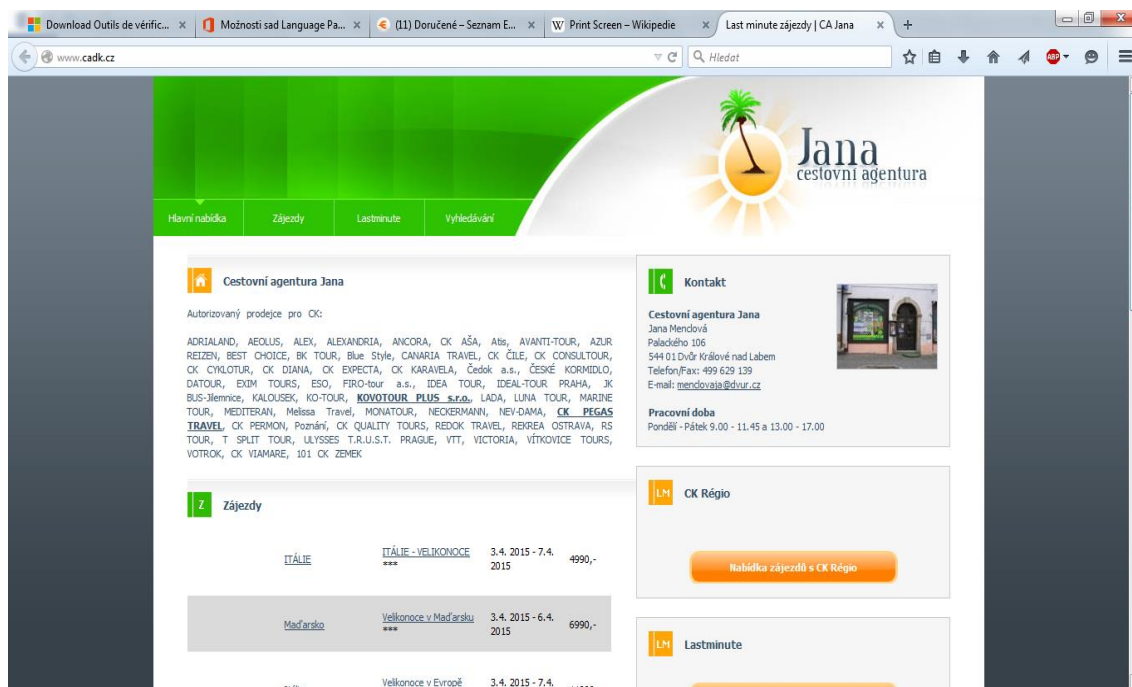 Download Outils de vérific...
Možnosti sad Language Pa...
(11) Doručené – Seznam E...
Print Screen – Wikipedie
Last minute zájezdy | CA Jana
www.cadk.cz
Hledat
ABP
Jana
cestovní agentura
Hlavní nabídka
Zájezdy
Lastminute
Vyhledávání
Cestovní agentura Jana
Autorizovaný prodejce pro CK:
ADRIALAND, AEOLUS, ALEX, ALEXANDRIA, ANCORA, CK AŠA, Atis, AVANTI-TOUR, AZUR
REIZEN, BEST CHOICE, BK TOUR, Blue Style, CANARIA TRAVEL, CK ČILE, CK CONSULTOUR,
CK CYKLOTUR, CK DIANA, CK EXPECTA, CK KARAVELA, Čedok a.s., ČESKÉ KORMIDLO,
DATOUR, EXIM TOURS, ESO, FIRO-tour a.s., IDEA TOUR, IDEAL-TOUR PRAHA, JK
BUS-Jilemnice, KALOUSEK, KO-TOUR, KOVOTOUR PLUS s.r.o., LADA, LUNA TOUR, MARINE
TOUR, MEDITERAN, Melissa Travel, MONATOUR, NECKERMANN, NEV-DAMA, CK PEGAS
TRAVEL, CK PERMON, Poznání, CK QUALITY TOURS, REDOK TRAVEL, REKREA OSTRAVA, RS
TOUR, T SPLIT TOUR, ULYSSES T.R.U.S.T. PRAGUE, VTT, VICTORIA, VÍTKOVICE TOURS,
VOTROK, CK VIAMARE, 101 CK ZEMEK
Z Zájezdy
ITÁLIE
ITÁLIE - VELIKONOCE
***
3.4. 2015 - 7.4.
2015
4990,-
Maďarsko
Velikonoce v Maďarsku
***
3.4. 2015 - 6.4.
2015
6990,-
Velikonoce v Evropě
3.4. 2015 - 7.4.
Kontakt
Cestovní agentura Jana
Jana Mendová
Palackého 106
544 01 Dvůr Králové nad Labem
Telefon/Fax: 499 629 139
E-mail: mendovaja@dvur.cz
Pracovní doba
Pondělí - Pátek 9.00 - 11.45 a 13.00 - 17.00
LM CK Régio
Nabídka zájezdů s CK Régio
LM Lastminute